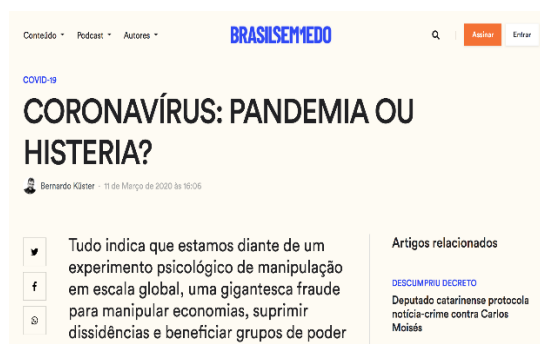 Conteúdo Podcast Autores BRASILSEM1EDO Assinar Entrar
COVID-19
CORONAVÍRUS: PANDEMIA OU
HISTERIA?
Bernardo Küster - 11 de Março de 2020 às 16:06
Tudo indica que estamos diante de um
experimento psicológico de manipulação
em escala global, uma gigantesca fraude
para manipular economias, suprimir
dissidências e beneficiar grupos de poder
Artigos relacionados
DESCUMPRIU DECRETO
Deputado catarinense protocola
notícia-crime contra Carlos
Moisés